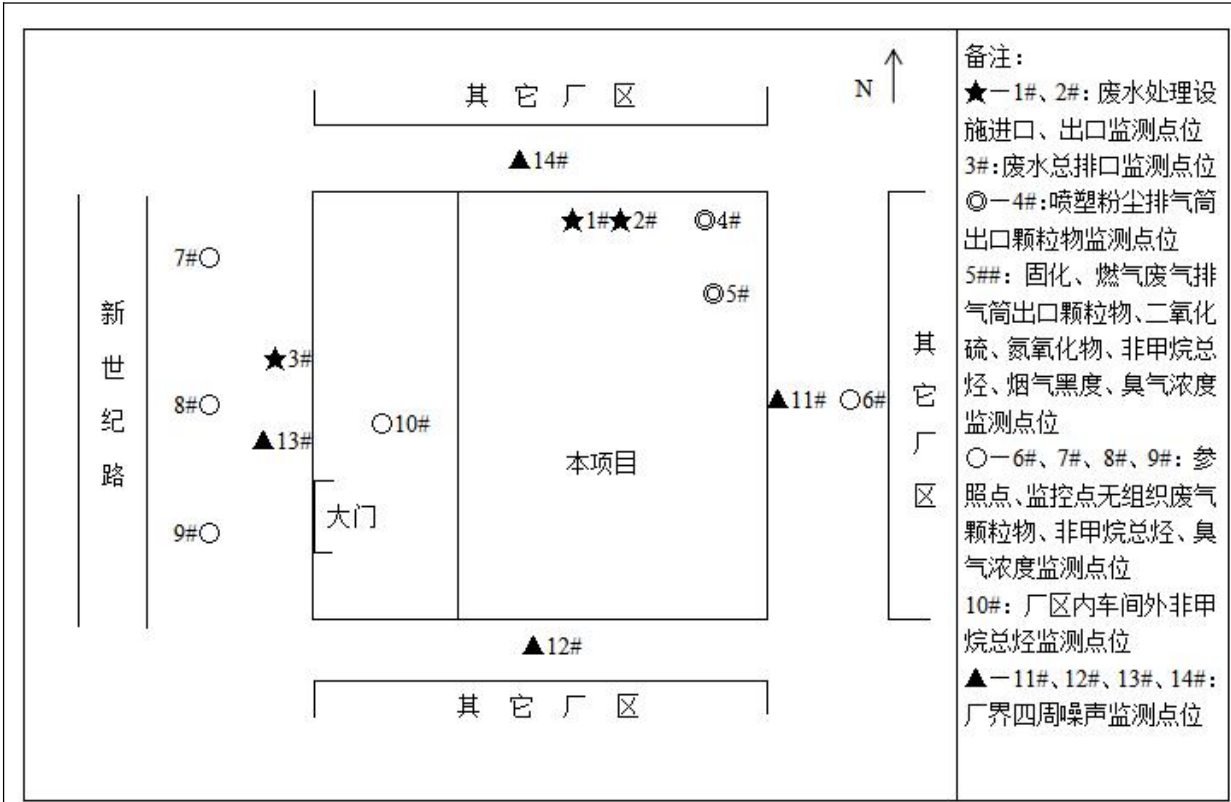 其它厂区
N
▲14#
★1#★2#
◎4#
7#○
◎5#
新世纪路
★3#
8#○
▲11#
○6#
其它厂区
○10#
▲13#
本项目
大门
9#○
▲12#
其它厂区
备注：
★－1#、2#：废水处理设
施进口、出口监测点位
3#：废水总排口监测点位
◎－4#：喷塑粉尘排气筒
出口颗粒物监测点位
5##：固化、燃气废气排
气筒出口颗粒物、二氧化
硫、氮氧化物、非甲烷总
烃、烟气黑度、臭气浓度
监测点位
○－6#、7#、8#、9#：参
照点、监控点无组织废气
颗粒物、非甲烷总烃、臭
气浓度监测点位
10#：厂区内车间外非甲
烷总烃监测点位
▲－11#、12#、13#、14#：
厂界四周噪声监测点位